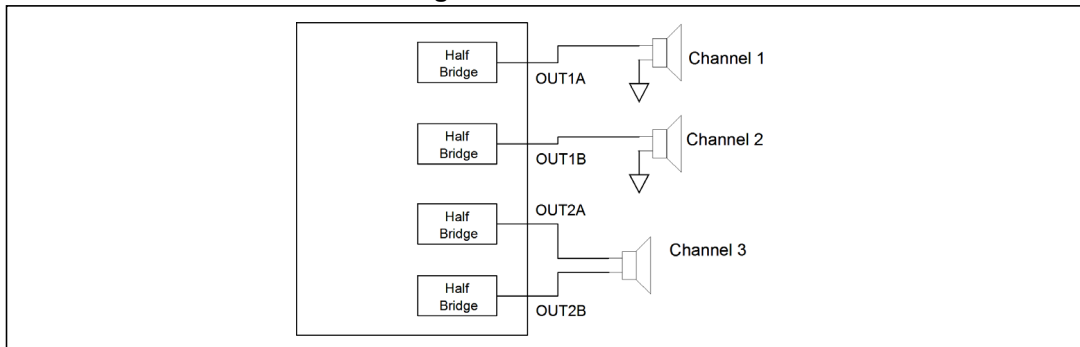 Half
Bridge
OUT1A
Channel 1
Half
Bridge
OUT1B
Channel 2
OUT2A
Half
Bridge
Channel 3
Half
Bridge
OUT2B